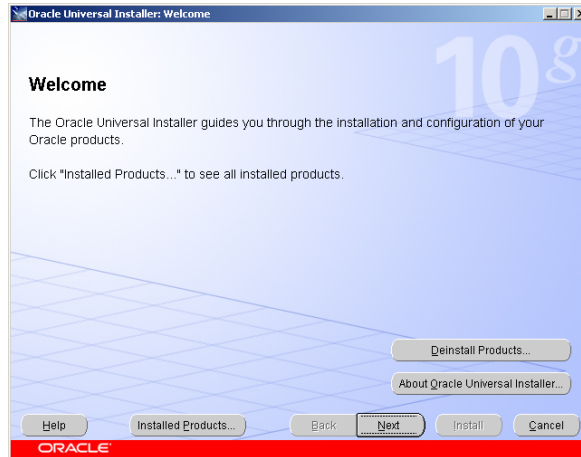 Oracle Universal Installer: Welcome
10g
Welcome
The Oracle Universal Installer guides you through the installation and configuration of your
Oracle products.
Click "Installed Products..." to see all installed products.
Deinstall Products...
About Oracle Universal Installer...
Help Installed Products... Back Next Install Cancel
ORACLE